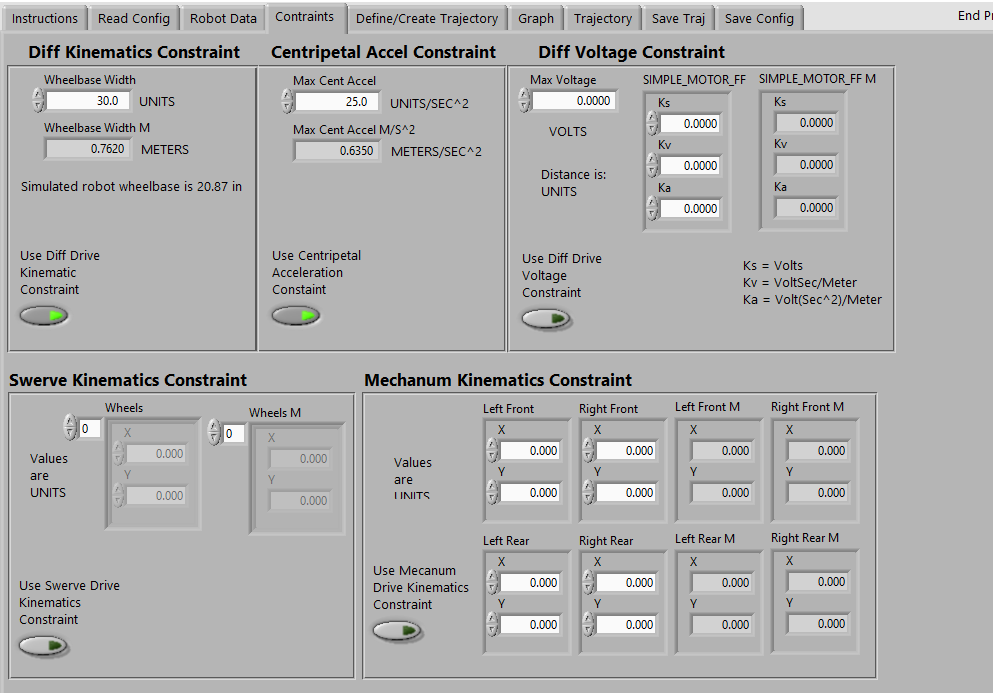 Instructions
Read Config
Robot Data
Contraints
Define/Create Trajectory
Graph
Trajectory
Save Traj
Save Config
End Pr
Diff Kinematics Constraint
Wheelbase Width
30.0 UNITS
Wheelbase Width M
0.7620 METERS
Simulated robot wheelbase is 20.87 in
Use Diff Drive
Kinematic
Constraint
Centripetal Accel Constraint
Max Cent Accel
25.0 UNITS/SEC^2
Max Cent Accel M/S^2
0.6350 METERS/SEC^2
Use Centripetal
Acceleration
Constaint
Diff Voltage Constraint
Max Voltage
0.0000
VOLTS
Distance is:
UNITS
Use Diff Drive
Voltage
Constraint
SIMPLE_MOTOR_FF
Ks
0.0000
Kv
0.0000
Ka
0.0000
SIMPLE_MOTOR_FF M
Ks
0.0000
Kv
0.0000
Ka
0.0000
Ks = Volts
Kv = VoltSec/Meter
Ka = Volt(Sec^2)/Meter
Swerve Kinematics Constraint
Values
are
UNITS
Wheels
0
X
0.000
Y
0.000
Wheels M
0
X
0.000
Y
0.000
Use Swerve Drive
Kinematics
Constraint
Mechanum Kinematics Constraint
Values
are
UNITS
Left Front
X
0.000
Y
0.000
Right Front
X
0.000
Y
0.000
Left Front M
X
0.000
Y
0.000
Right Front M
X
0.000
Y
0.000
Use Mecanum
Drive Kinematics
Constraint
Left Rear
X
0.000
Y
0.000
Right Rear
X
0.000
Y
0.000
Left Rear M
X
0.000
Y
0.000
Right Rear M
X
0.000
Y
0.000